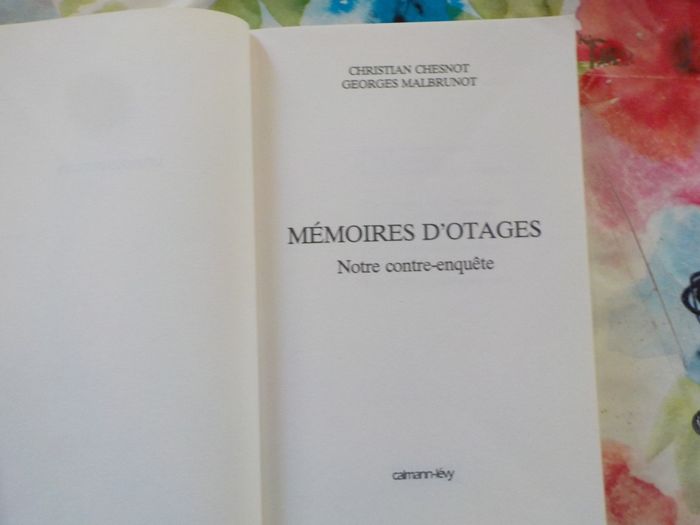 CHRISTIAN CHESNOT
GEORGES MALBRUNOT
MÉMOIRES D'OTAGES
Notre contre-enquête
calmann-lévy